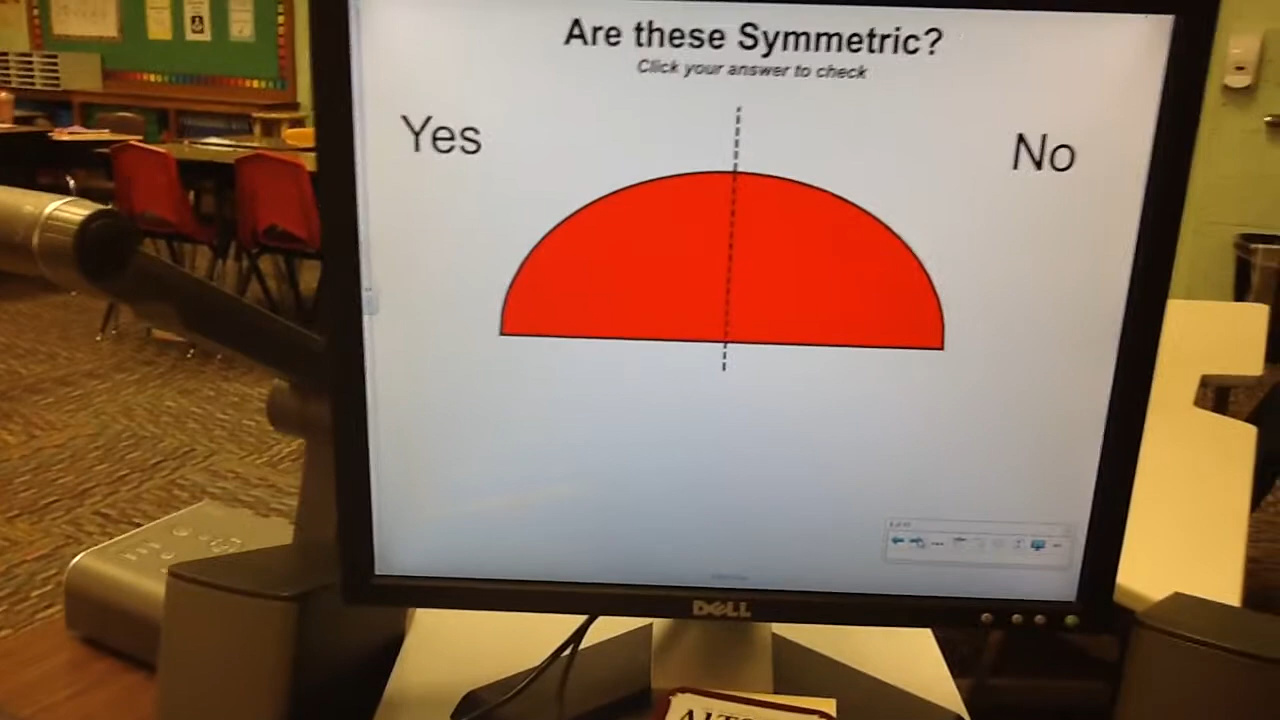 Are these Symmetric?
Click your answer to check
Yes
No
DELL